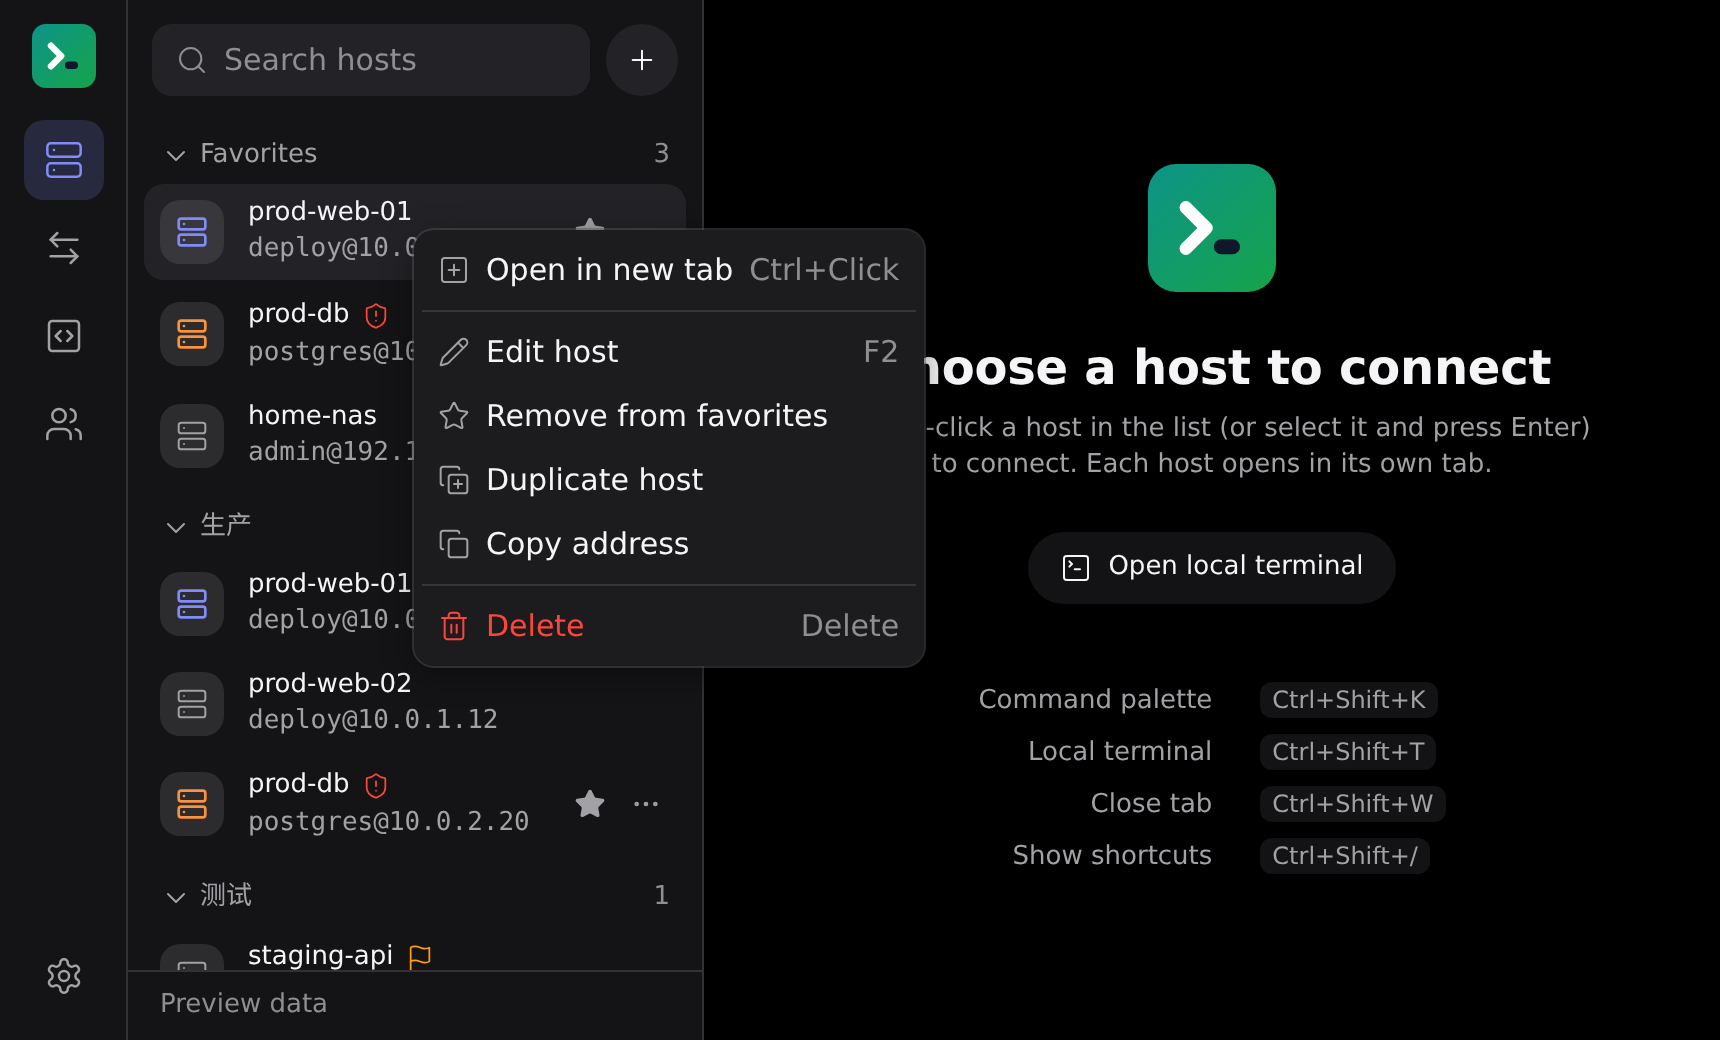 Search hosts
Favorites 3
prod-web-01
deploy@10.0
prod-db
postgres@10
home-nas
admin@192.1
生产
prod-web-01
deploy@10.0
prod-web-02
deploy@10.0.1.12
prod-db
postgres@10.0.2.20
测试 1
staging-api
Preview data
Open in new tab Ctrl+Click
Edit host F2
Remove from favorites
Duplicate host
Copy address
Delete Delete
hoose a host to connect
-click a host in the list (or select it and press Enter)
to connect. Each host opens in its own tab.
Open local terminal
Command palette Ctrl+Shift+K
Local terminal Ctrl+Shift+T
Close tab Ctrl+Shift+W
Show shortcuts Ctrl+Shift+/